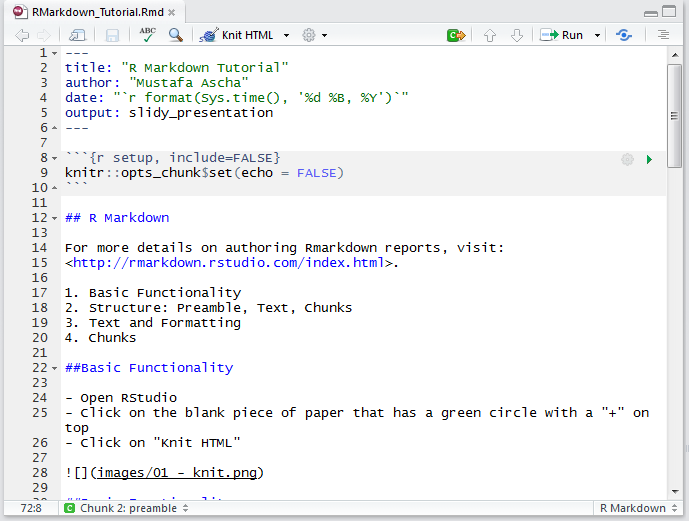 RMarkdown_Tutorial.Rmd
ABC Knit HTML C Run
1 ---
2 title: "R Markdown Tutorial"
3 author: "Mustafa Ascha"
4 date: "`r format(Sys.time(), '%d %B, %Y')`"
5 output: slidy_presentation
6 ---
7
8 ```{r setup, include=FALSE}
9 knitr::opts_chunk$set(echo = FALSE)
10 ```
11
12 ## R Markdown
13
14 For more details on authoring Rmarkdown reports, visit:
15 <http://rmarkdown.rstudio.com/index.html>.
16
17 1. Basic Functionality
18 2. Structure: Preamble, Text, Chunks
19 3. Text and Formatting
20 4. Chunks
21
22 ##Basic Functionality
23
24 - Open RStudio
25 - Click on the blank piece of paper that has a green circle with a "+" on
top
26 - Click on "Knit HTML"
27
28 ![](images/01 - knit.png)
29
30 ##Basic Functionality
72:8 C Chunk 2: preamble R Markdown